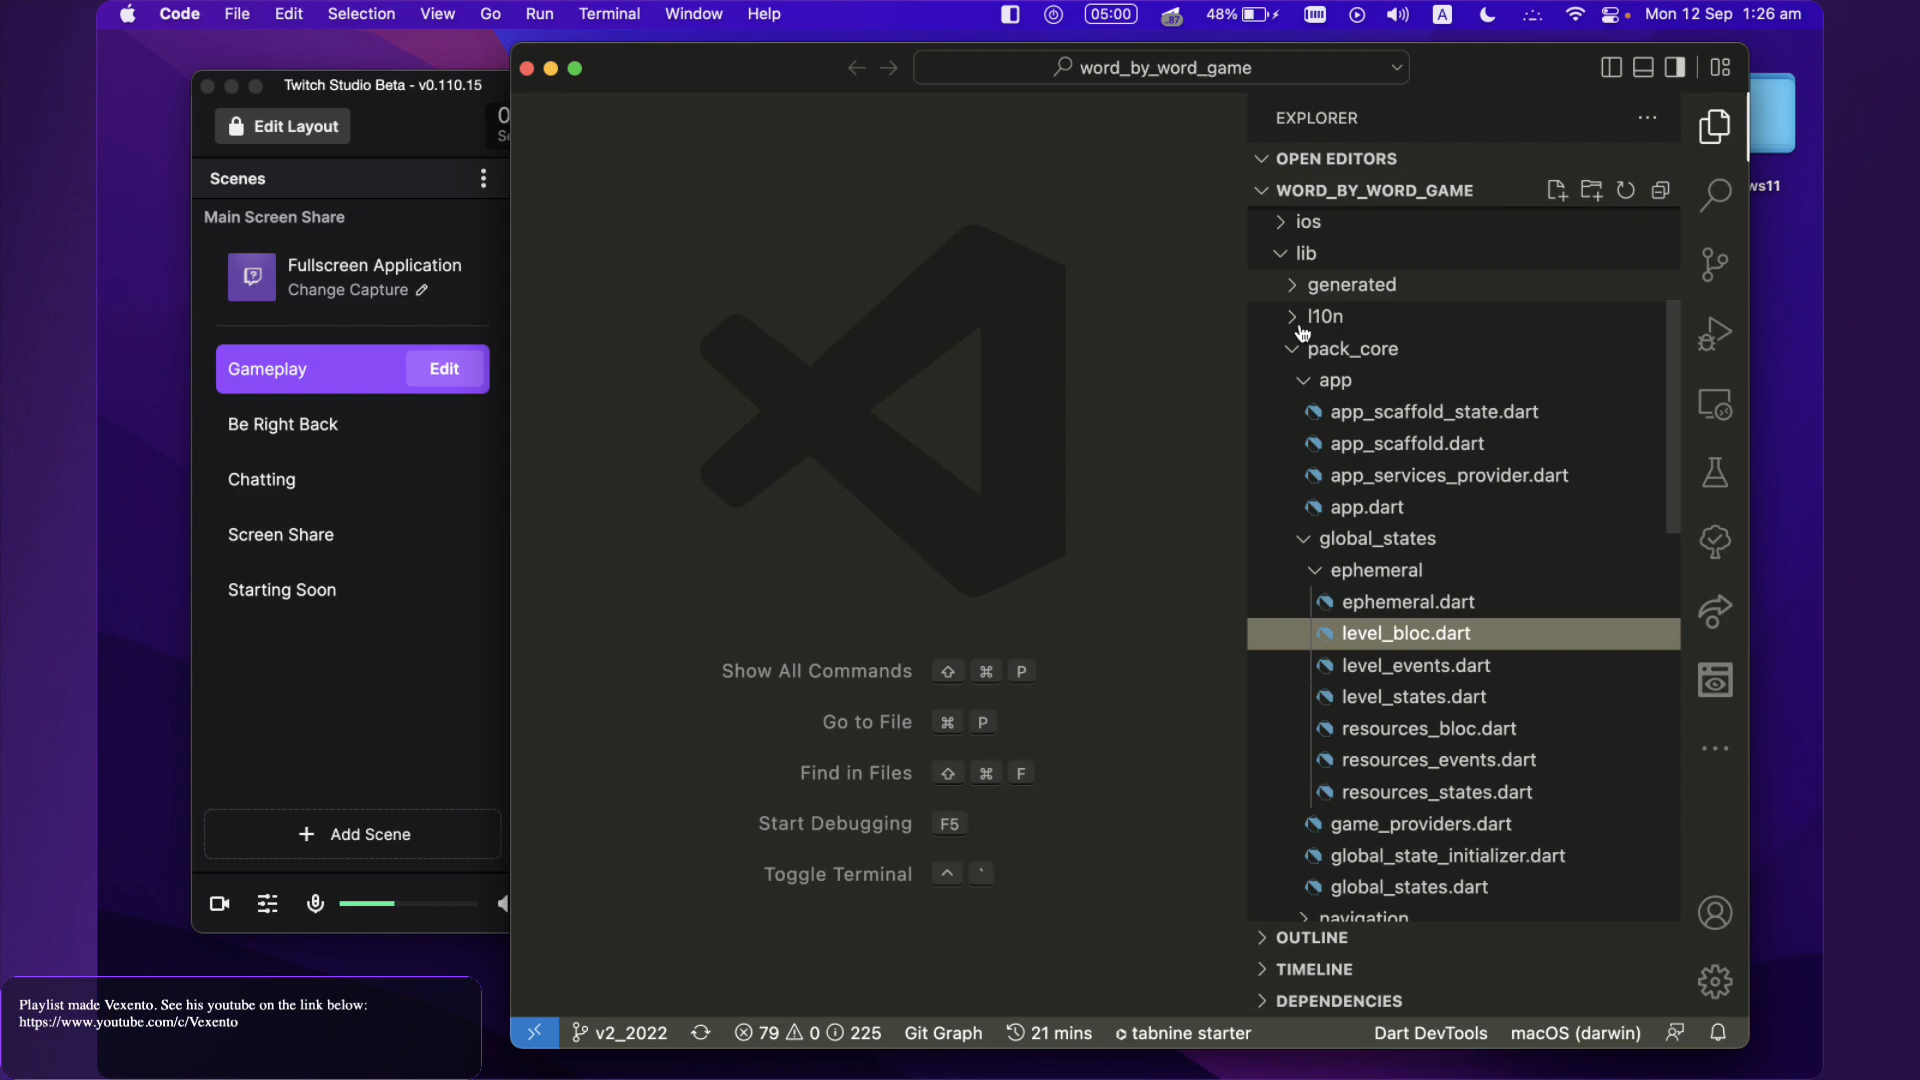 Code File Edit Selection View Go Run Terminal Window Help 05:00 .87 48% A Mon 12 Sep 1:26 am
Twitch Studio Beta - v0.110.15
Edit Layout
Scenes
Main Screen Share
Fullscreen Application
Change Capture
Gameplay Edit
Be Right Back
Chatting
Screen Share
Starting Soon
+ Add Scene
word_by_word_game
Show All Commands ⇧ ⌘ P
Go to File ⌘ P
Find in Files ⇧ ⌘ F
Start Debugging F5
Toggle Terminal ^ `
EXPLORER
OPEN EDITORS
WORD_BY_WORD_GAME
ios
lib
generated
l10n
pack_core
app
app_scaffold_state.dart
app_scaffold.dart
app_services_provider.dart
app.dart
global_states
ephemeral
ephemeral.dart
level_bloc.dart
level_events.dart
level_states.dart
resources_bloc.dart
resources_events.dart
resources_states.dart
game_providers.dart
global_state_initializer.dart
global_states.dart
navigation
OUTLINE
TIMELINE
DEPENDENCIES
ws11
v2_2022 79 0 225 Git Graph 21 mins tabnine starter Dart DevTools macOS (darwin)
Playlist made Vexento. See his youtube on the link below:
https://www.youtube.com/c/Vexento